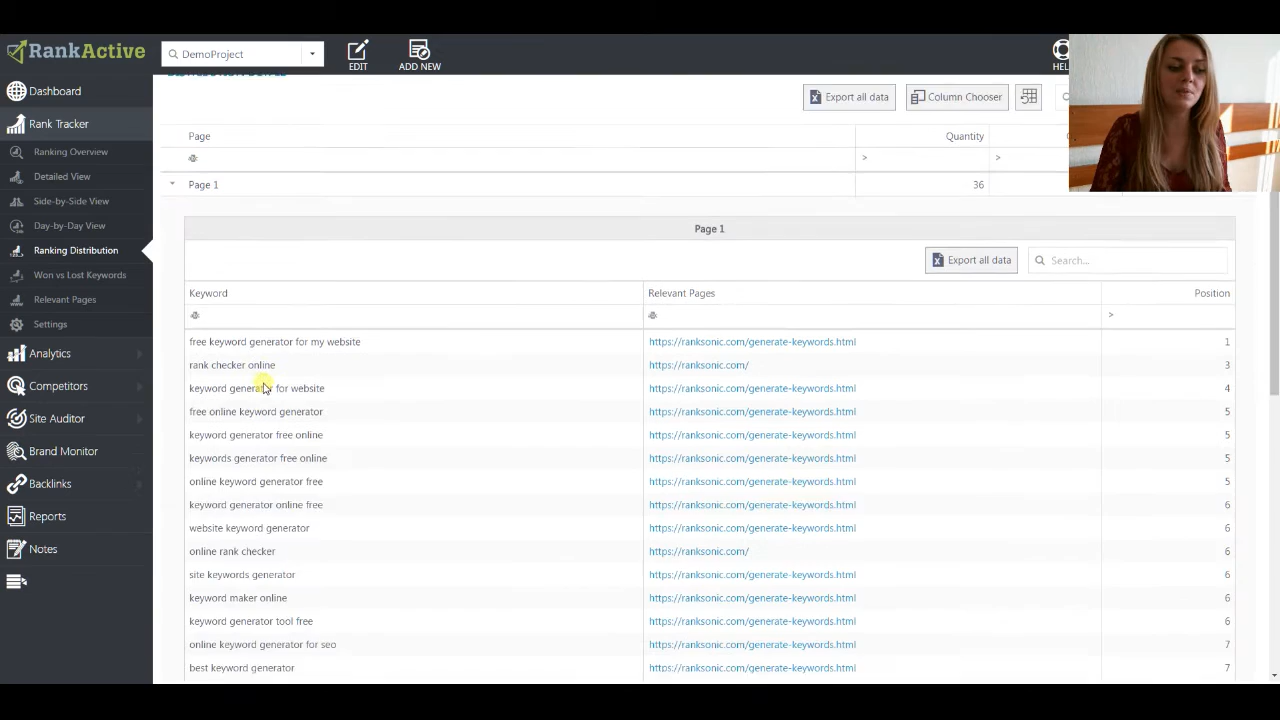 RankActive
DemoProject
EDIT
ADD NEW
HEL
Dashboard
Rank Tracker
Ranking Overview
Detailed View
Side-by-Side View
Day-by-Day View
Ranking Distribution
Won vs Lost Keywords
Relevant Pages
Settings
Analytics
Competitors
Site Auditor
Brand Monitor
Backlinks
Reports
Notes
Export all data
Column Chooser
Page Quantity
> >
Page 1 36
Page 1
Export all data
Search...
Keyword Relevant Pages Position
>
free keyword generator for my website https://ranksonic.com/generate-keywords.html 1
rank checker online https://ranksonic.com/ 3
keyword generator for website https://ranksonic.com/generate-keywords.html 4
free online keyword generator https://ranksonic.com/generate-keywords.html 5
keyword generator free online https://ranksonic.com/generate-keywords.html 5
keywords generator free online https://ranksonic.com/generate-keywords.html 5
online keyword generator free https://ranksonic.com/generate-keywords.html 5
keyword generator online free https://ranksonic.com/generate-keywords.html 6
website keyword generator https://ranksonic.com/generate-keywords.html 6
online rank checker https://ranksonic.com/ 6
site keywords generator https://ranksonic.com/generate-keywords.html 6
keyword maker online https://ranksonic.com/generate-keywords.html 6
keyword generator tool free https://ranksonic.com/generate-keywords.html 6
online keyword generator for seo https://ranksonic.com/generate-keywords.html 7
best keyword generator https://ranksonic.com/generate-keywords.html 7